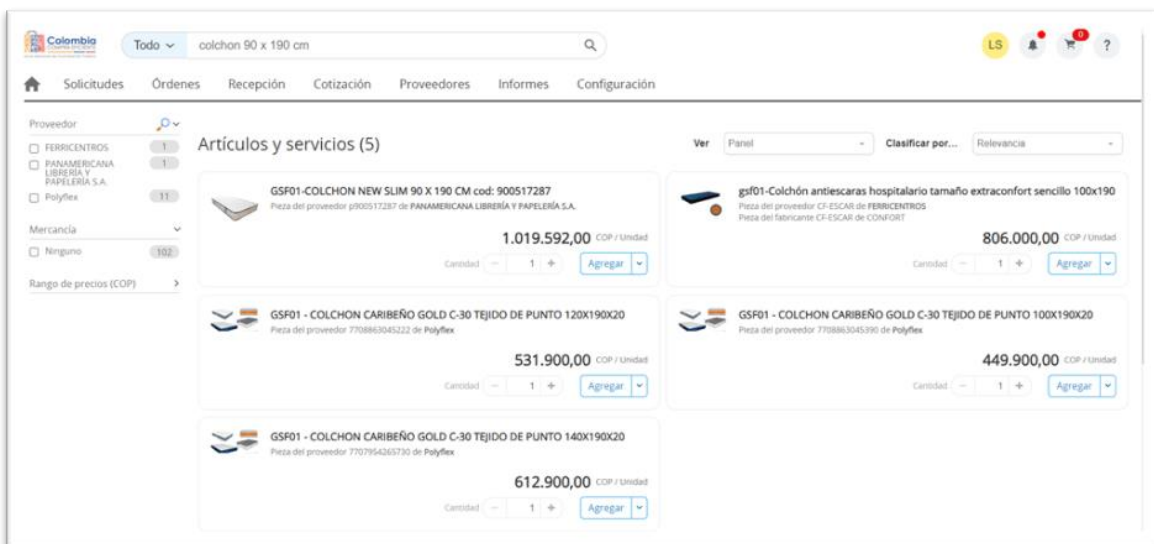 Colombia
COMPRA EFICIENTE
Todo
colchon 90 x 190 cm
LS
0
?
Solicitudes Órdenes Recepción Cotización Proveedores Informes Configuración
Proveedor
FERRICENTROS 1
PANAMERICANA LIBRERÍA Y PAPELERÍA S.A. 1
Polyflex 11
Mercancía
Ninguno 102
Rango de precios (COP)
Artículos y servicios (5)
Ver Panel Clasificar por... Relevancia
GSF01-COLCHON NEW SLIM 90 X 190 CM cod: 900517287
Pieza del proveedor p900517287 de PANAMERICANA LIBRERÍA Y PAPELERÍA S.A.
1.019.592,00 COP / Unidad
Cantidad − 1 + Agregar
gsf01-Colchón antiescaras hospitalario tamaño extraconfort sencillo 100x190
Pieza del proveedor CF-ESCAR de FERRICENTROS
Pieza del fabricante CF-ESCAR de CONFORT
806.000,00 COP / Unidad
Cantidad − 1 + Agregar
GSF01 - COLCHON CARIBEÑO GOLD C-30 TEJIDO DE PUNTO 120X190X20
Pieza del proveedor 7708863045222 de Polyflex
531.900,00 COP / Unidad
Cantidad − 1 + Agregar
GSF01 - COLCHON CARIBEÑO GOLD C-30 TEJIDO DE PUNTO 100X190X20
Pieza del proveedor 7708863045390 de Polyflex
449.900,00 COP / Unidad
Cantidad − 1 + Agregar
GSF01 - COLCHON CARIBEÑO GOLD C-30 TEJIDO DE PUNTO 140X190X20
Pieza del proveedor 7707954265730 de Polyflex
612.900,00 COP / Unidad
Cantidad − 1 + Agregar